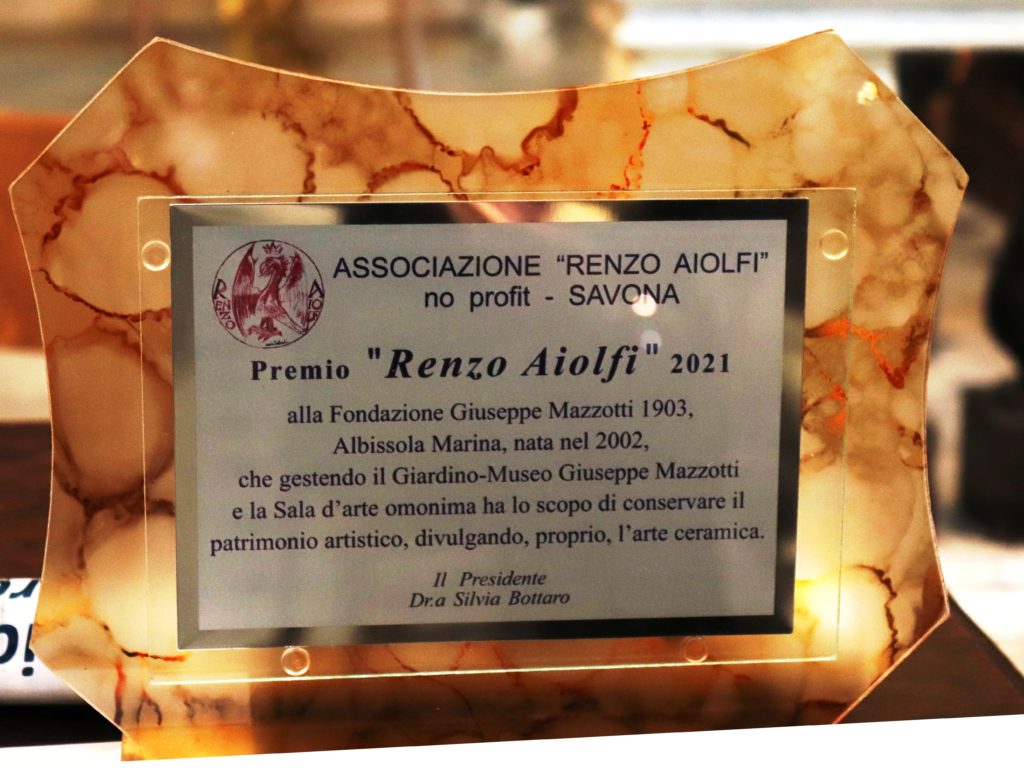 RENZO AIOLFI
ASSOCIAZIONE “RENZO AIOLFI”
no profit - SAVONA
Premio "Renzo Aiolfi" 2021
alla Fondazione Giuseppe Mazzotti 1903,
Albissola Marina, nata nel 2002,
che gestendo il Giardino-Museo Giuseppe Mazzotti
e la Sala d’arte omonima ha lo scopo di conservare il
patrimonio artistico, divulgando, proprio, l’arte ceramica.
Il Presidente
Dr.a Silvia Bottaro